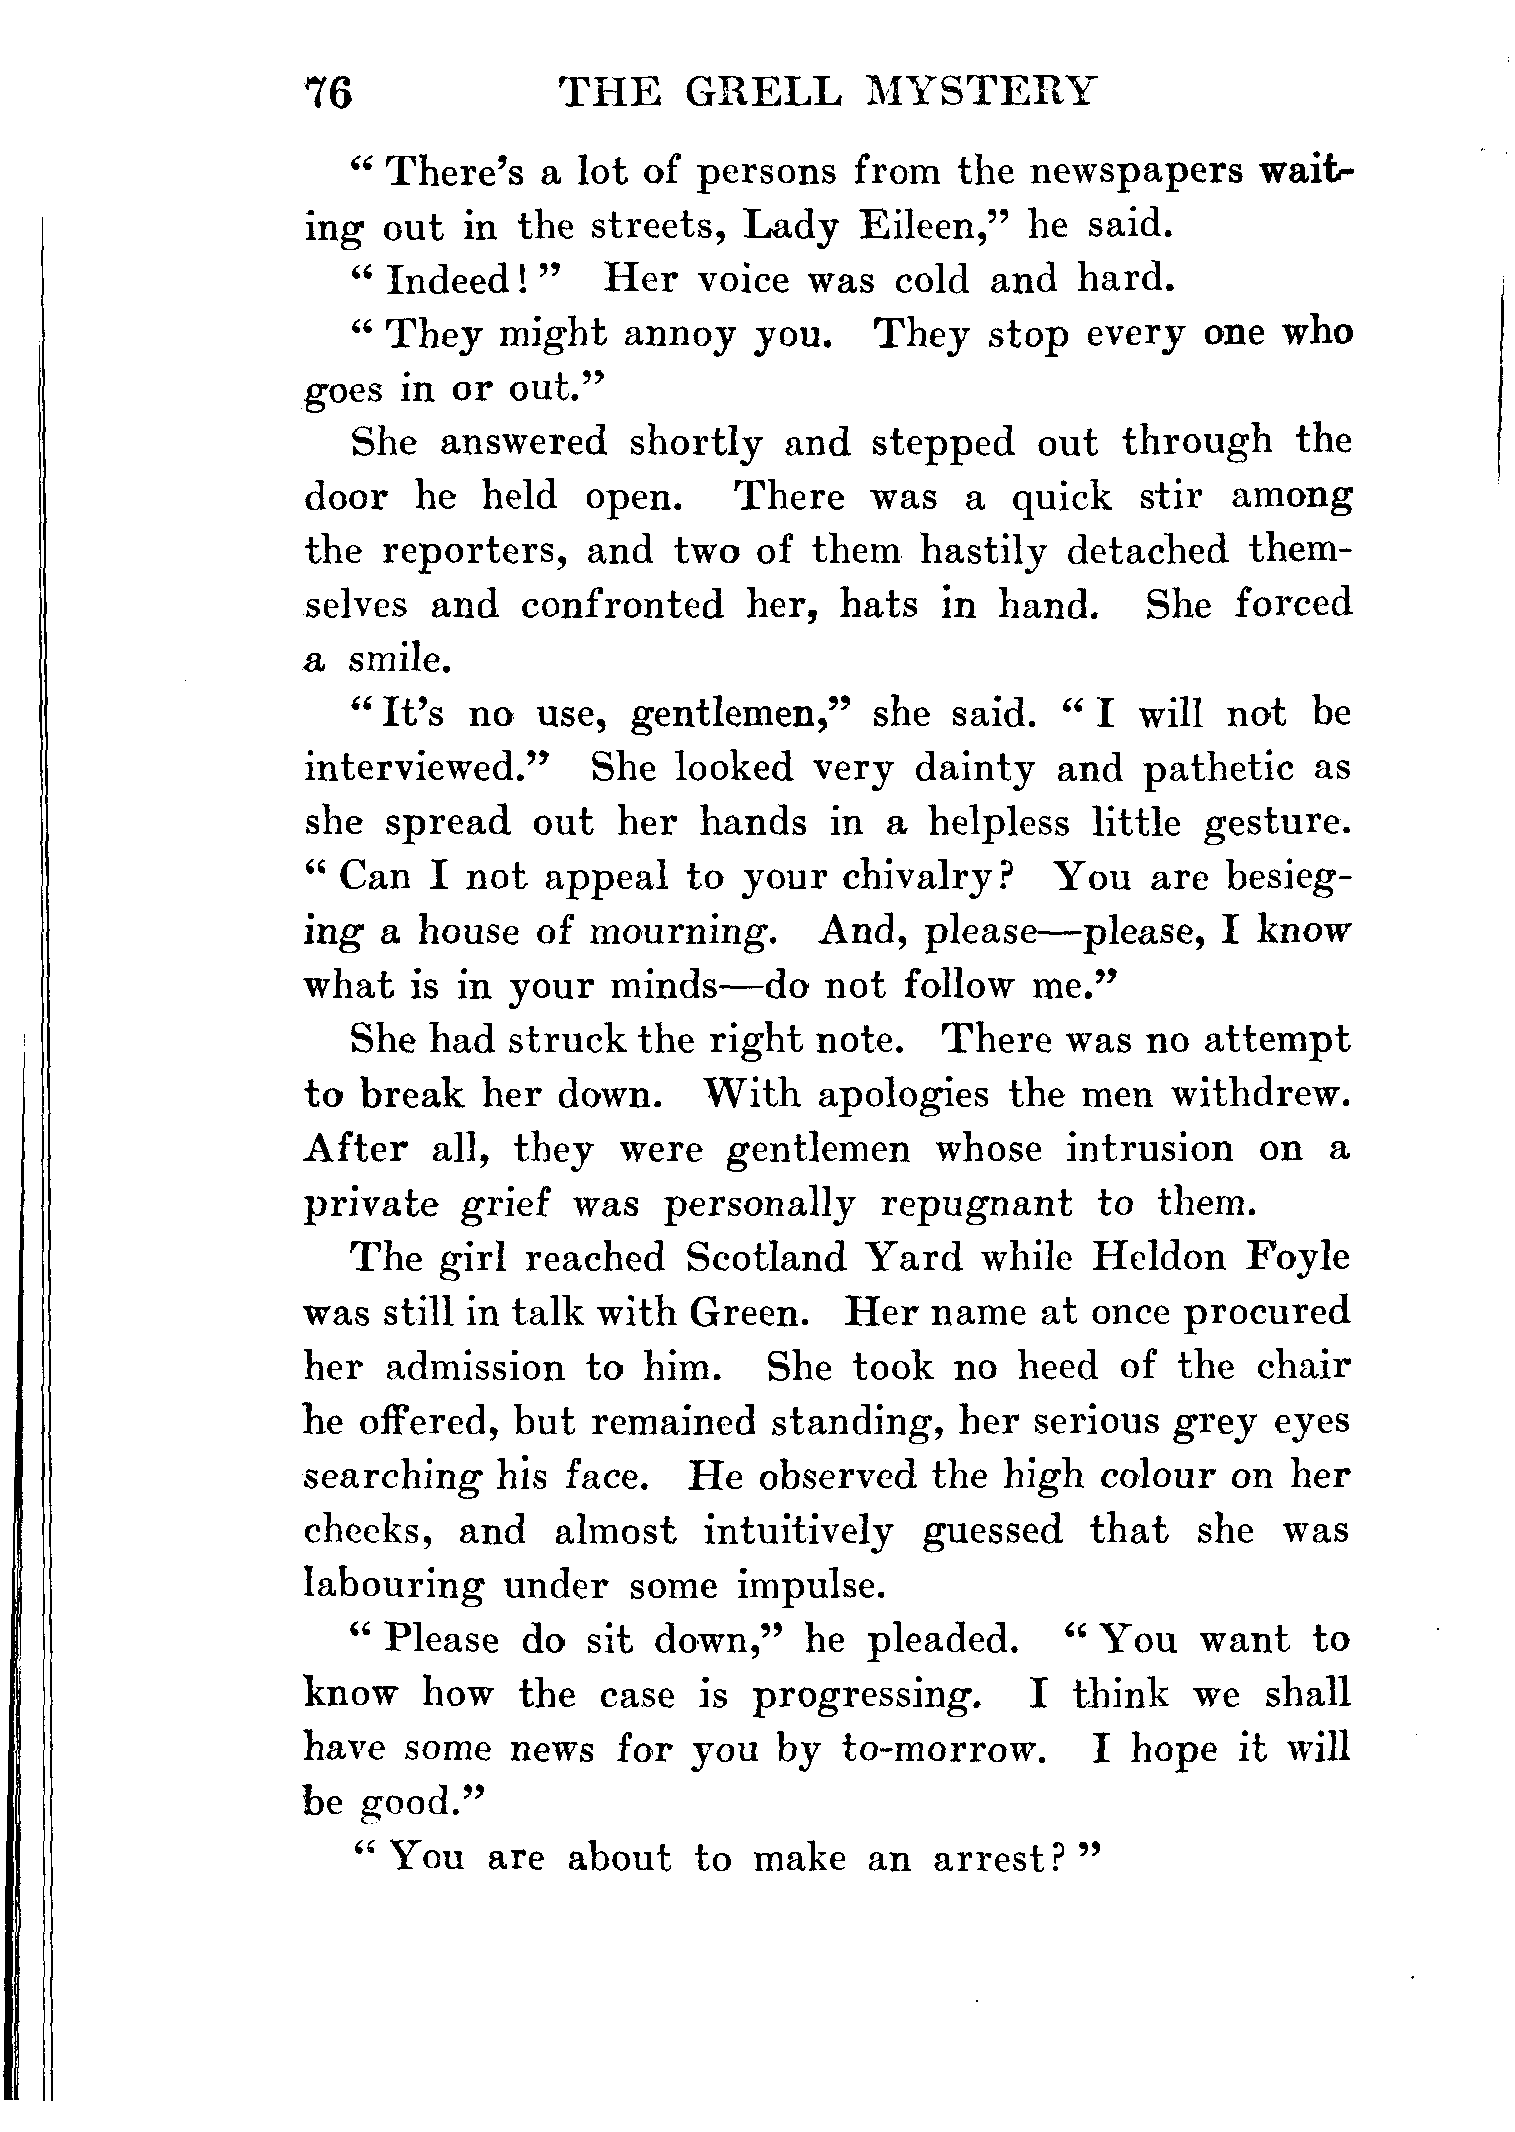 76 THE GRELL MYSTERY
“ There’s a lot of persons from the newspapers wait-
ing out in the streets, Lady Eileen,” he said.
“ Indeed! ” Her voice was cold and hard.
“ They might annoy you. They stop every one who
goes in or out.”
She answered shortly and stepped out through the
door he held open. There was a quick stir among
the reporters, and two of them hastily detached them-
selves and confronted her, hats in hand. She forced
a smile.
“ It’s no use, gentlemen,” she said. “ I will not be
interviewed.” She looked very dainty and pathetic as
she spread out her hands in a helpless little gesture.
“ Can I not appeal to your chivalry? You are besieg-
ing a house of mourning. And, please—please, I know
what is in your minds—do not follow me.”
She had struck the right note. There was no attempt
to break her down. With apologies the men withdrew.
After all, they were gentlemen whose intrusion on a
private grief was personally repugnant to them.
The girl reached Scotland Yard while Heldon Foyle
was still in talk with Green. Her name at once procured
her admission to him. She took no heed of the chair
he offered, but remained standing, her serious grey eyes
searching his face. He observed the high colour on her
cheeks, and almost intuitively guessed that she was
labouring under some impulse.
“ Please do sit down,” he pleaded. “ You want to
know how the case is progressing. I think we shall
have some news for you by to-morrow. I hope it will
be good.”
“ You are about to make an arrest? ”